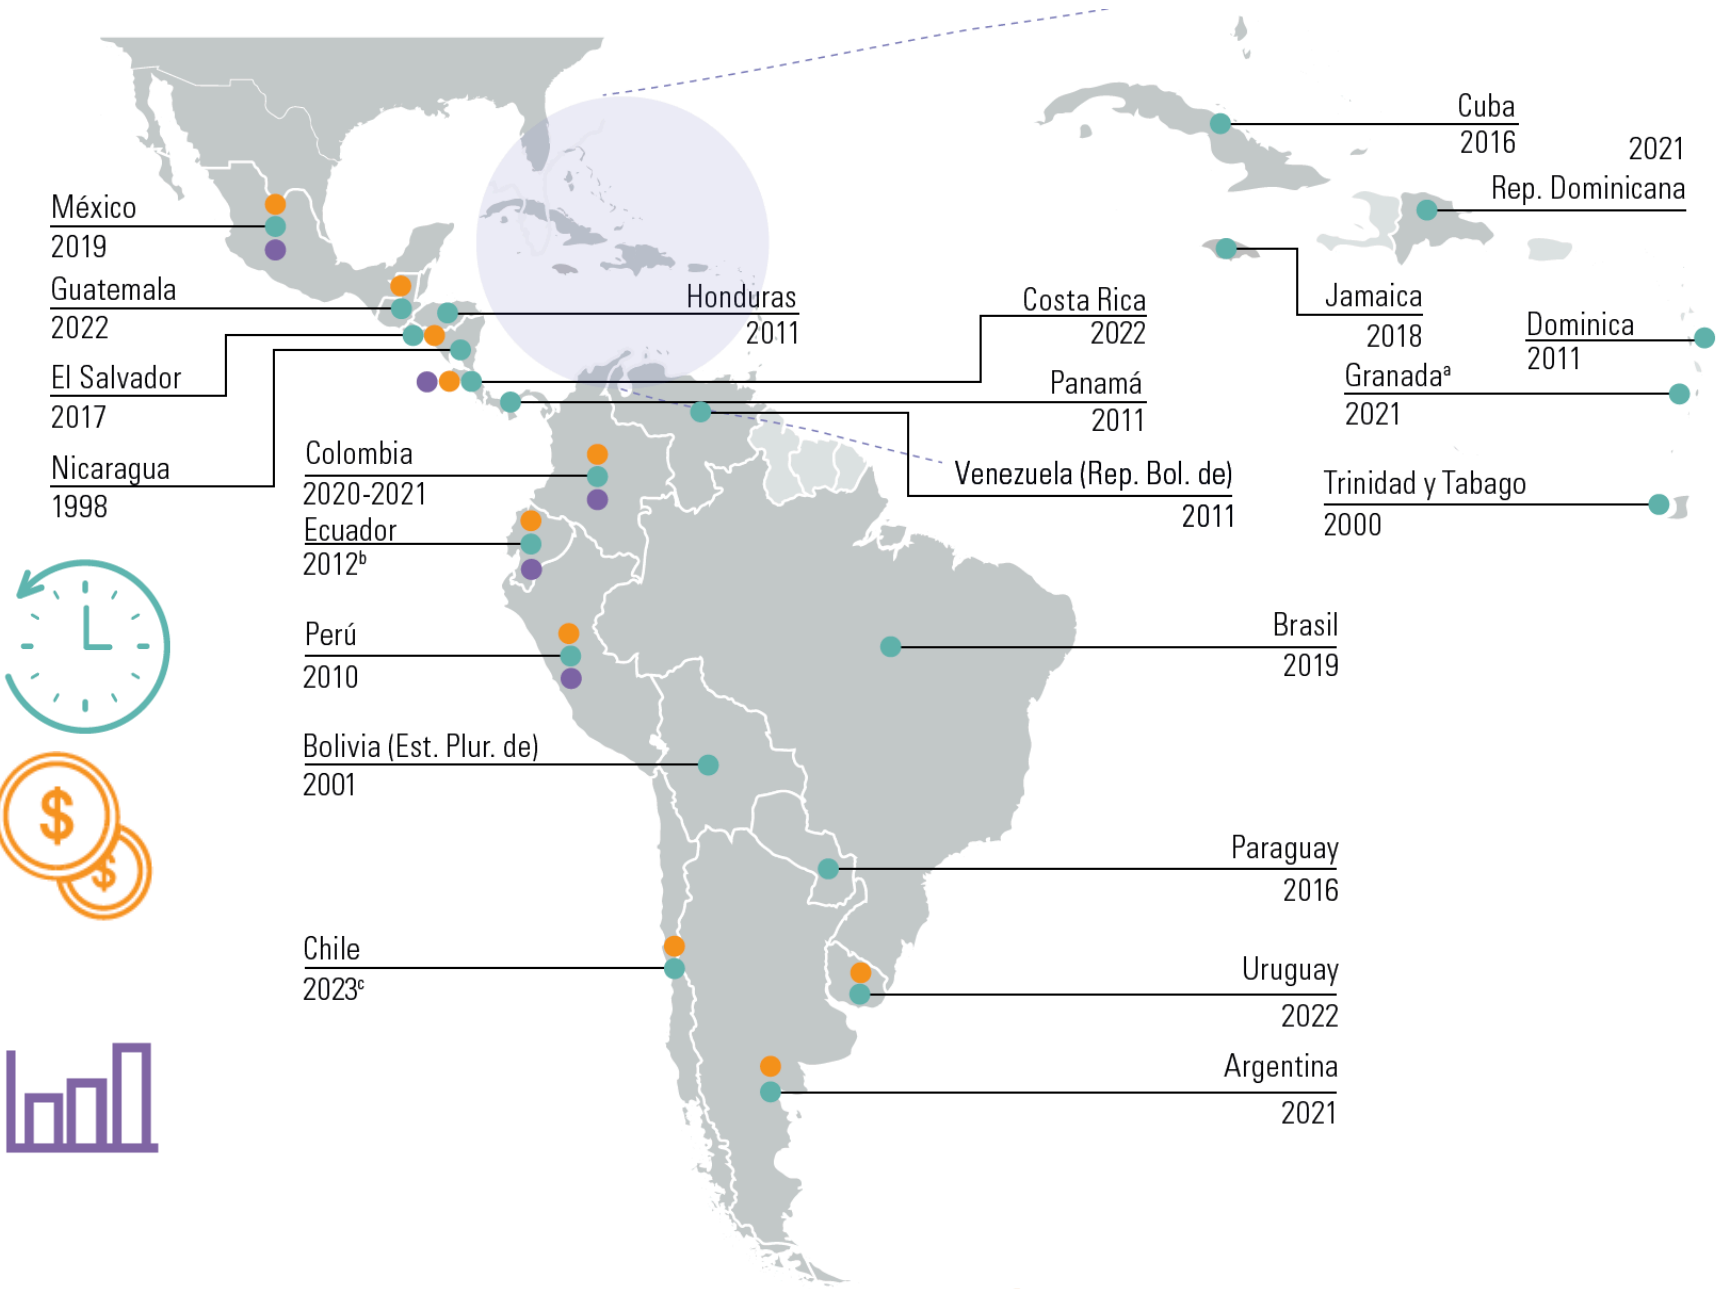 Cuba
2016
2021
Rep. Dominicana
México
2019
Guatemala
2022
Honduras
2011
Costa Rica
2022
Jamaica
2018
Dominica
2011
El Salvador
2017
Panamá
2011
Granadaª
2021
Nicaragua
1998
Colombia
2020-2021
Venezuela (Rep. Bol. de)
2011
Trinidad y Tabago
2000
Ecuador
2012ᵇ
Perú
2010
Brasil
2019
Bolivia (Est. Plur. de)
2001
$
$
Paraguay
2016
Chile
2023ᶜ
Uruguay
2022
Argentina
2021